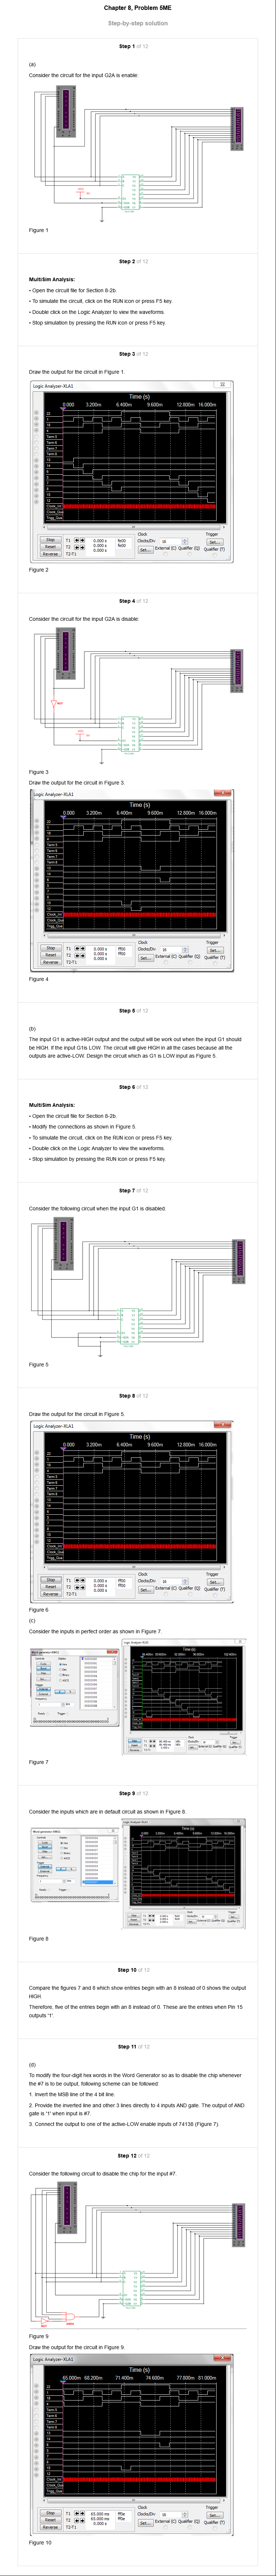 Chapter 8, Problem 5ME
Step-by-step solution
Step 1 of 12
(a)
Consider the circuit for the input G2A is enable:
Figure 1
Step 2 of 12
MultiSim Analysis:
• Open the circuit file for Section 8-2b.
• To simulate the circuit, click on the RUN icon or press F5 key.
• Double click on the Logic Analyzer to view the waveforms.
• Stop simulation by pressing the RUN icon or press F5 key.
Step 3 of 12
Draw the output for the circuit in Figure 1.
Logic Analyzer-XLA1
Time (s)
0.000 3.200m 6.400m 9.600m 12.800m 16.000m
Stop
Reset
Reverse
T1 0.000 s
T2 0.000 s
T2-T1 0.000 s
Clock
Clocks/Div: 16
Set...
External (C) Qualifier (Q)
Trigger
Set...
Qualifier (T)
Figure 2
Step 4 of 12
Consider the circuit for the input G2A is disable:
Figure 3
Draw the output for the circuit in Figure 3.
Logic Analyzer-XLA1
Time (s)
0.000 3.200m 6.400m 9.600m 12.800m 16.000m
Stop
Reset
Reverse
T1 0.000 s
T2 0.000 s
T2-T1 0.000 s
Clock
Clocks/Div: 16
Set...
External (C) Qualifier (Q)
Trigger
Set...
Qualifier (T)
Figure 4
Step 5 of 12
(b)
The input G1 is active-HIGH output and the output will be work out when the input G1 should
be HIGH. If the input G1is LOW. The circuit will give HIGH in all the cases because all the
outputs are active-LOW. Design the circuit which as G1 is LOW input as Figure 5.
Step 6 of 12
MultiSim Analysis:
• Open the circuit file for Section 8-2b.
• Modify the connections as shown in Figure 5.
• To simulate the circuit, click on the RUN icon or press F5 key.
• Double click on the Logic Analyzer to view the waveforms.
• Stop simulation by pressing the RUN icon or press F5 key.
Step 7 of 12
Consider the following circuit when the input G1 is disabled
Figure 5
Step 8 of 12
Draw the output for the circuit in Figure 5.
Logic Analyzer-XLA1
Time (s)
0.000 3.200m 6.400m 9.600m 12.800m 16.000m
Stop
Reset
Reverse
T1 0.000 s
T2 0.000 s
T2-T1 0.000 s
Clock
Clocks/Div: 16
Set...
External (C) Qualifier (Q)
Trigger
Set...
Qualifier (T)
Figure 6
(c)
Consider the inputs in perfect order as shown in Figure 7.
Figure 7
Step 9 of 12
Consider the inputs which are in default circuit as shown in Figure 8.
Figure 8
Step 10 of 12
Compare the figures 7 and 8 which show entries begin with an 8 instead of 0 shows the output
HIGH.
Therefore, five of the entries begin with an 8 instead of 0. These are the entries when Pin 15
outputs '1'.
Step 11 of 12
(d)
To modify the four-digit hex words in the Word Generator so as to disable the chip whenever
the #7 is to be output, following scheme can be followed.
1. Invert the MSB line of the 4 bit line.
2. Provide the inverted line and other 3 lines directly to 4 inputs AND gate. The output of AND
gate is '1' when input is #7.
3. Connect the output to one of the active-LOW enable inputs of 74138 (Figure 7).
Step 12 of 12
Consider the following circuit to disable the chip for the input #7.
Figure 9
Draw the output for the circuit in Figure 9.
Logic Analyzer-XLA1
Time (s)
65.000m 68.200m 71.400m 74.600m 77.800m 81.000m
Stop
Reset
Reverse
T1 65.000 ms
T2 65.000 ms
T2-T1 0.000 s
Clock
Clocks/Div: 16
Set...
External (C) Qualifier (Q)
Trigger
Set...
Qualifier (T)
Figure 10